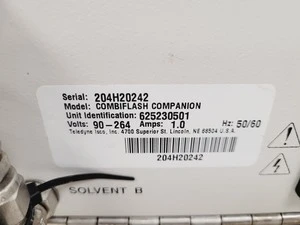 Serial: 204H20242
Model: COMBIFLASH COMPANION
Unit Identification: 625230501
Volts: 90-264 Amps: 1.0 Hz: 50/60
Teledyne Isco, Inc. 4700 Superior St. Lincoln, NE 68504 U.S.A.
204H20242
SOLVENT B